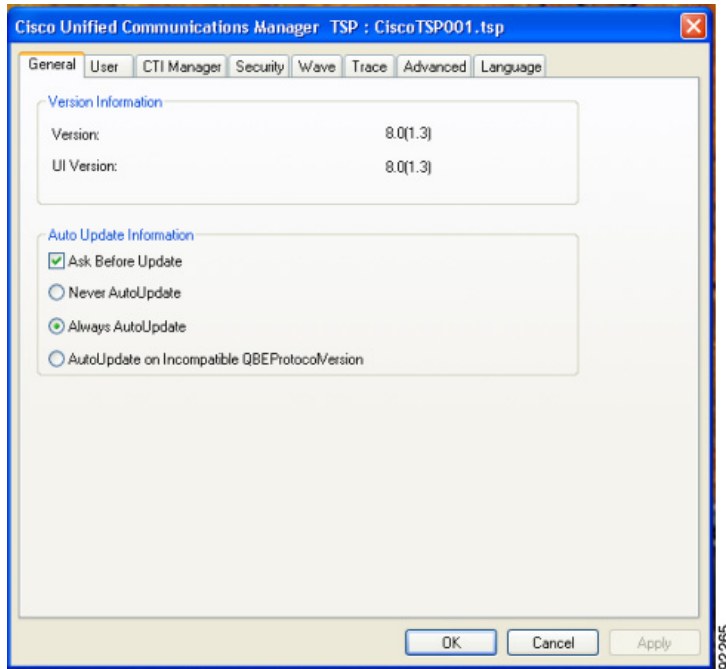 Cisco Unified Communications Manager TSP : CiscoTSP001.tsp
General User CTI Manager Security Wave Trace Advanced Language
Version Information
Version: 8.0(1.3)
UI Version: 8.0(1.3)
Auto Update Information
Ask Before Update
Never AutoUpdate
Always AutoUpdate
AutoUpdate on Incompatible QBEProtocolVersion
OK Cancel Apply